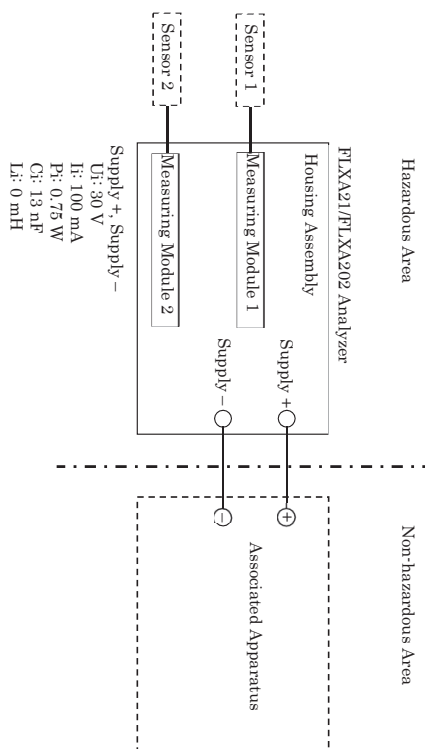 Hazardous Area
Non-hazardous Area
FLXA21/FLXA202 Analyzer
Housing Assembly
Sensor 1
Measuring Module 1
Supply +
+
Associated Apparatus
Sensor 2
Measuring Module 2
Supply –
–
Supply +, Supply –
Ui: 30 V
Ii: 100 mA
Pi: 0.75 W
Ci: 13 nF
Li: 0 mH